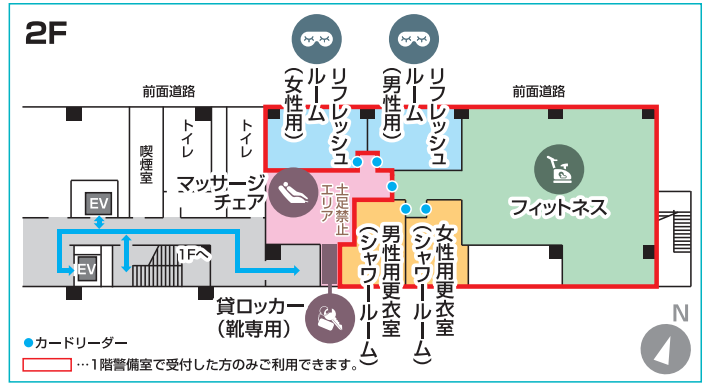 2F
リフレッシュ
ルーム
(女性用)
リフレッシュ
ルーム
(男性用)
前面道路
前面道路
トイレ
トイレ
喫煙室
マッサージ
チェア
土足禁止
エリア
フィットネス
EV
EV
1Fへ
男性用更衣室
(シャワールーム)
女性用更衣室
(シャワールーム)
貸ロッカー
(靴専用)
N
カードリーダー
…1階警備室で受付した方のみご利用できます。